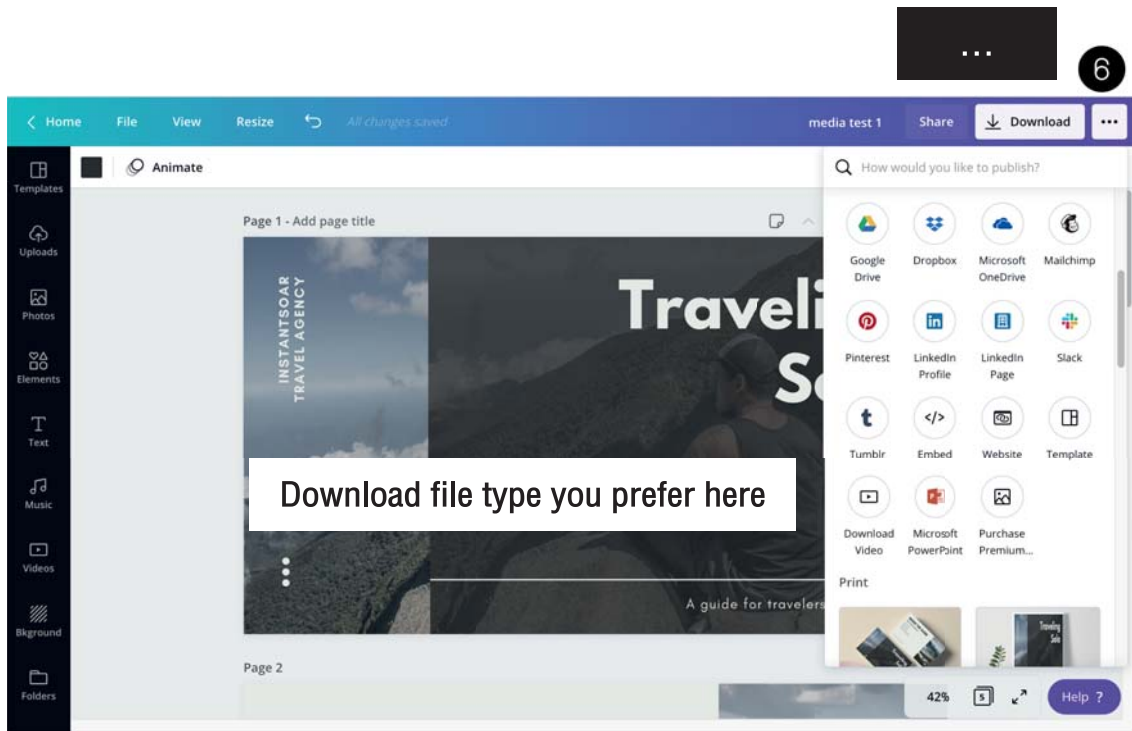 ...
6
Home File View Resize All changes saved media test 1 Share Download ...
Animate
How would you like to publish?
Templates
Uploads
Photos
Elements
Text
Music
Videos
Bkground
Folders
Page 1 - Add page title
INSTANTSOAR
TRAVEL AGENCY
Traveli
So
Download file type you prefer here
A guide for travelers
Page 2
Google Drive
Dropbox
Microsoft OneDrive
Mailchimp
Pinterest
LinkedIn Profile
LinkedIn Page
Slack
Tumblr
Embed
Website
Template
Download Video
Microsoft PowerPoint
Purchase Premium...
Print
Traveling
Solo
42% 5 Help ?